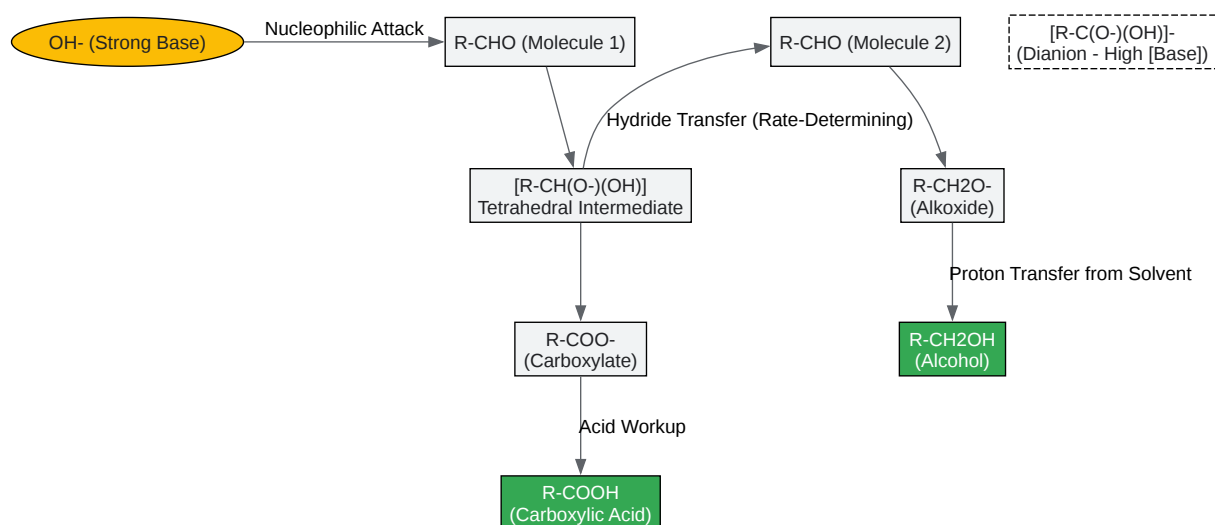 OH- (Strong Base)
Nucleophilic Attack
R-CHO (Molecule 1)
R-CHO (Molecule 2)
[R-C(O-)(OH)]-
(Dianion - High [Base])
Hydride Transfer (Rate-Determining)
[R-CH(O-)(OH)]
Tetrahedral Intermediate
R-CH2O-
(Alkoxide)
Proton Transfer from Solvent
R-COO-
(Carboxylate)
R-CH2OH
(Alcohol)
Acid Workup
R-COOH
(Carboxylic Acid)